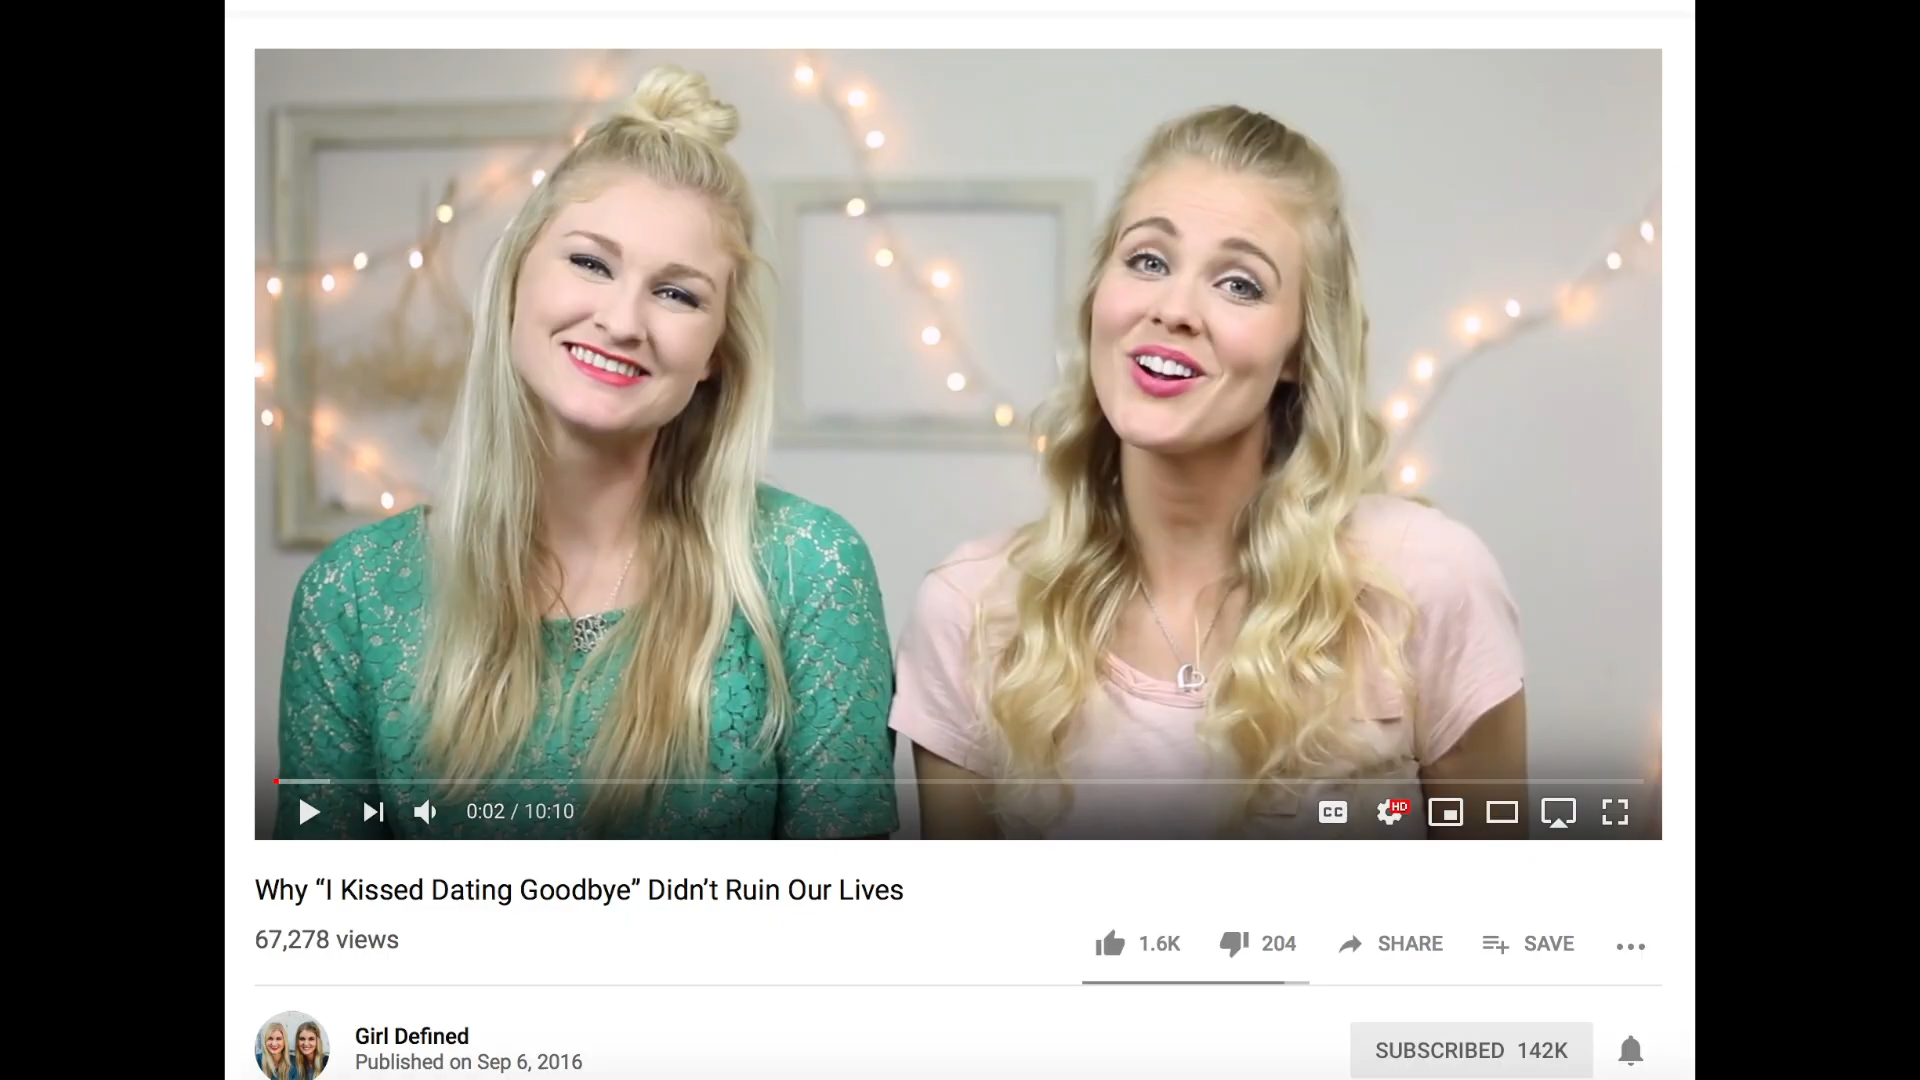 0:02 / 10:10
CC
HD
Why “I Kissed Dating Goodbye” Didn’t Ruin Our Lives
67,278 views
1.6K
204
SHARE
SAVE
Girl Defined
Published on Sep 6, 2016
SUBSCRIBED 142K